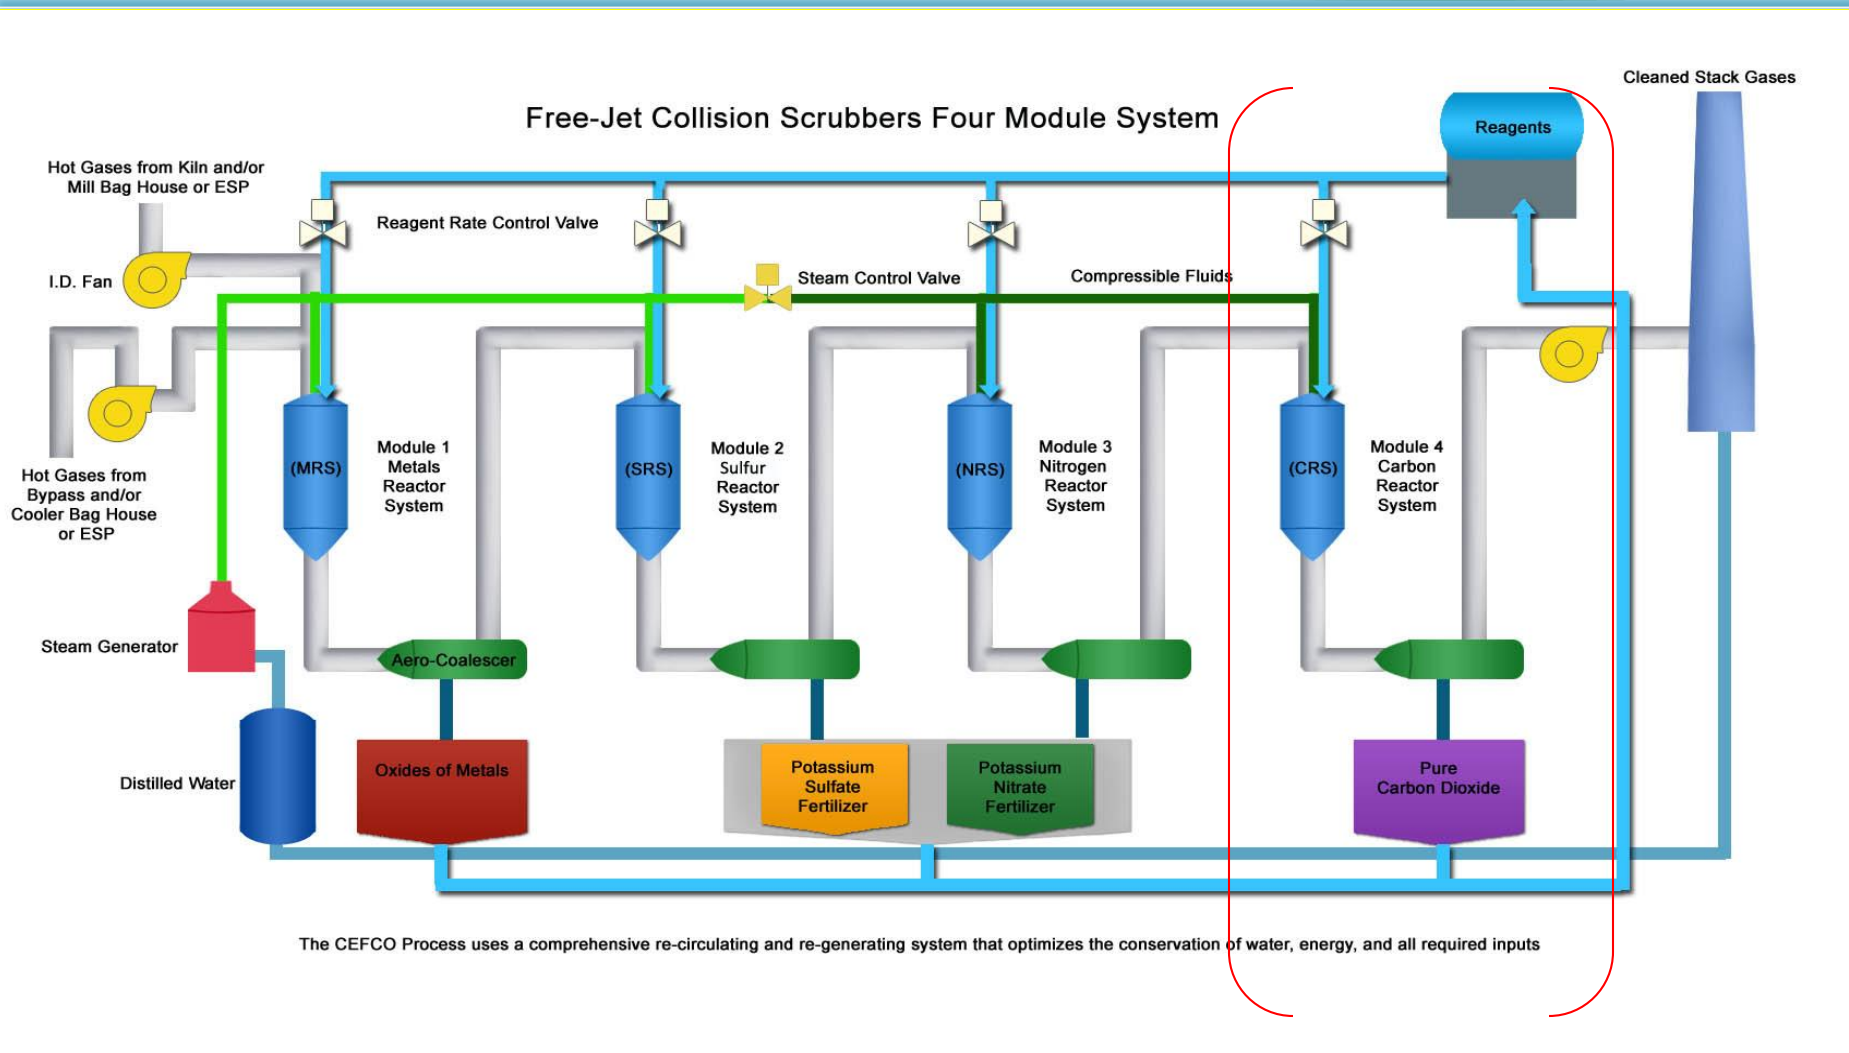 Cleaned Stack Gases
Free-Jet Collision Scrubbers Four Module System
Reagents
Hot Gases from Kiln and/or
Mill Bag House or ESP
Reagent Rate Control Valve
I.D. Fan
Steam Control Valve
Compressible Fluids
Hot Gases from
Bypass and/or
Cooler Bag House
or ESP
(MRS)
Module 1
Metals
Reactor
System
(SRS)
Module 2
Sulfur
Reactor
System
(NRS)
Module 3
Nitrogen
Reactor
System
(CRS)
Module 4
Carbon
Reactor
System
Steam Generator
Aero-Coalescer
Distilled Water
Oxides of Metals
Potassium
Sulfate
Fertilizer
Potassium
Nitrate
Fertilizer
Pure
Carbon Dioxide
The CEFCO Process uses a comprehensive re-circulating and re-generating system that optimizes the conservation of water, energy, and all required inputs